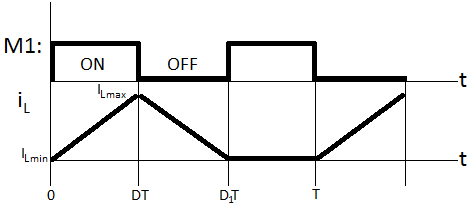 M1:
ON OFF
t
iL
ILmax
ILmin
t
0 DT D1T T